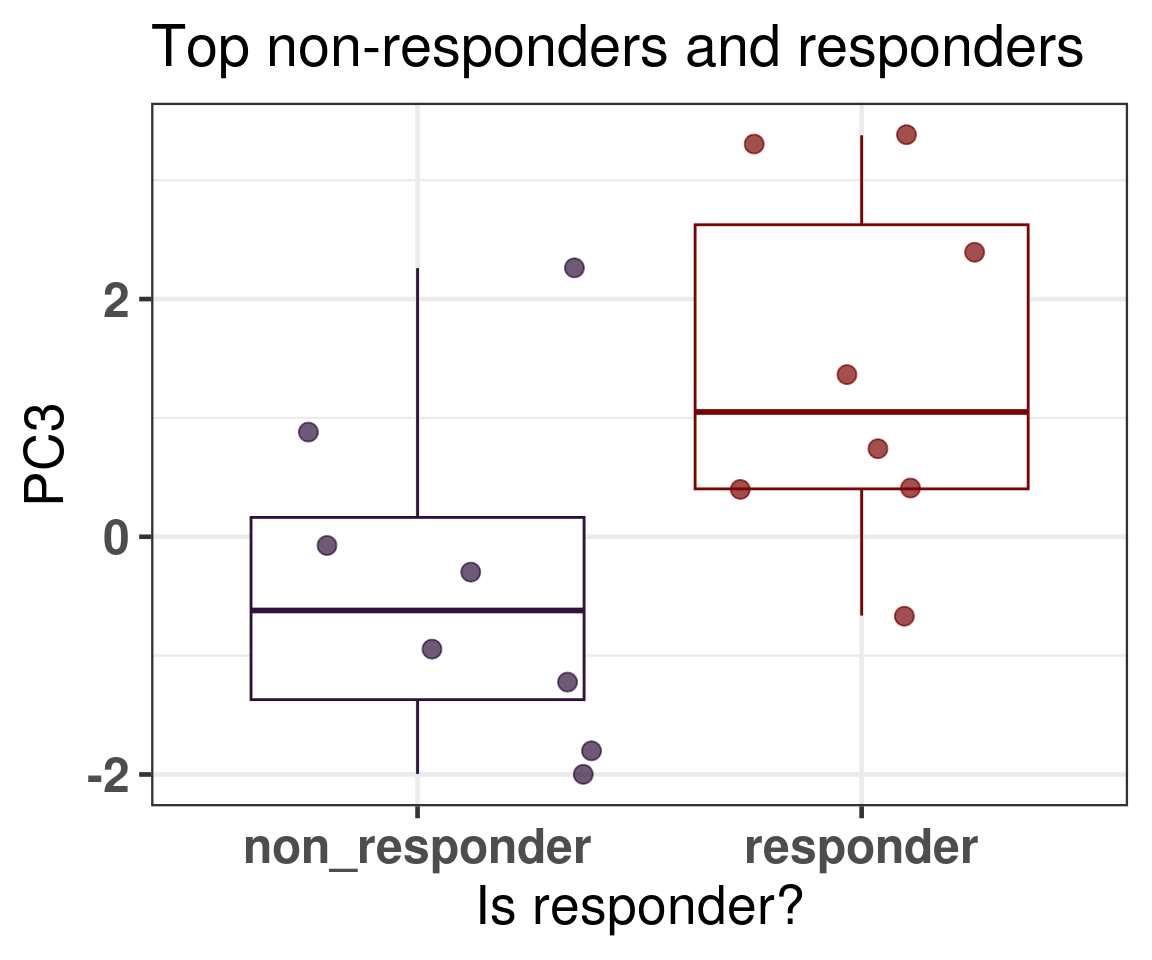 Top non-responders and responders
PC3
2
0
-2
non_responder responder
Is responder?